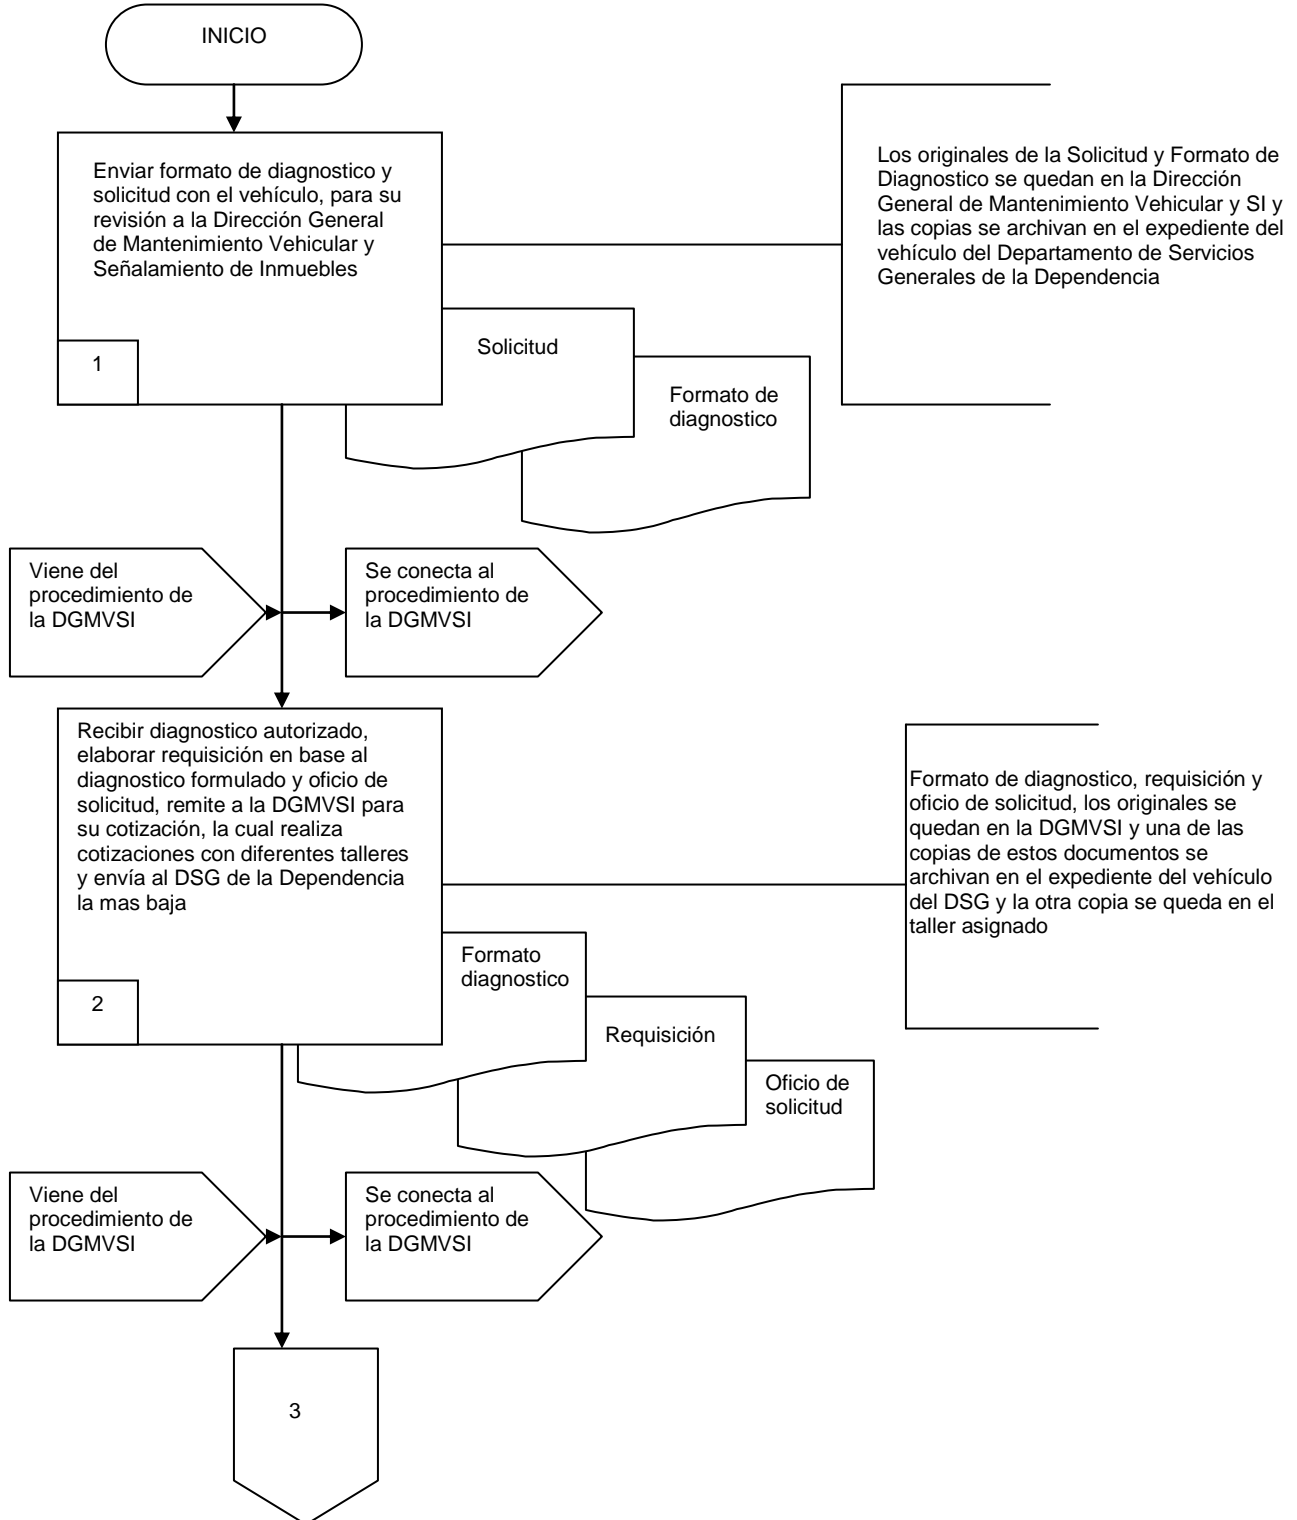 INICIO
Enviar formato de diagnostico y
solicitud con el vehículo, para su
revisión a la Dirección General
de Mantenimiento Vehicular y
Señalamiento de Inmuebles
1
Los originales de la Solicitud y Formato de
Diagnostico se quedan en la Dirección
General de Mantenimiento Vehicular y SI y
las copias se archivan en el expediente del
vehículo del Departamento de Servicios
Generales de la Dependencia
Solicitud
Formato de
diagnostico
Viene del
procedimiento de
la DGMVSI
Se conecta al
procedimiento de
la DGMVSI
Recibir diagnostico autorizado,
elaborar requisición en base al
diagnostico formulado y oficio de
solicitud, remite a la DGMVSI para
su cotización, la cual realiza
cotizaciones con diferentes talleres
y envía al DSG de la Dependencia
la mas baja
2
Formato de diagnostico, requisición y
oficio de solicitud, los originales se
quedan en la DGMVSI y una de las
copias de estos documentos se
archivan en el expediente del vehículo
del DSG y la otra copia se queda en el
taller asignado
Formato
diagnostico
Requisición
Oficio de
solicitud
Viene del
procedimiento de
la DGMVSI
Se conecta al
procedimiento de
la DGMVSI
3